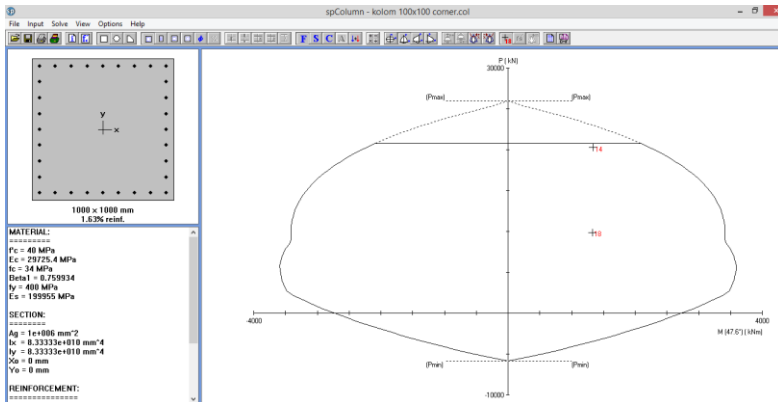 spColumn - kolom 100x100 corner.col
File Input Solve View Options Help
y
x
1000 x 1000 mm
1.63% reinf.
MATERIAL:
=========
f'c = 40 MPa
Ec = 29725.4 MPa
fc = 34 MPa
Beta1 = 0.759934
fy = 400 MPa
Es = 199955 MPa
SECTION:
========
Ag = 1e+006 mm^2
Ix = 8.33333e+010 mm^4
Iy = 8.33333e+010 mm^4
Xo = 0 mm
Yo = 0 mm
REINFORCEMENT:
==============
P ( kN)
30000
(Pmax)
(Pmax)
14
18
-4000
4000
M (47.6°) ( kNm)
(Pmin)
(Pmin)
-10000